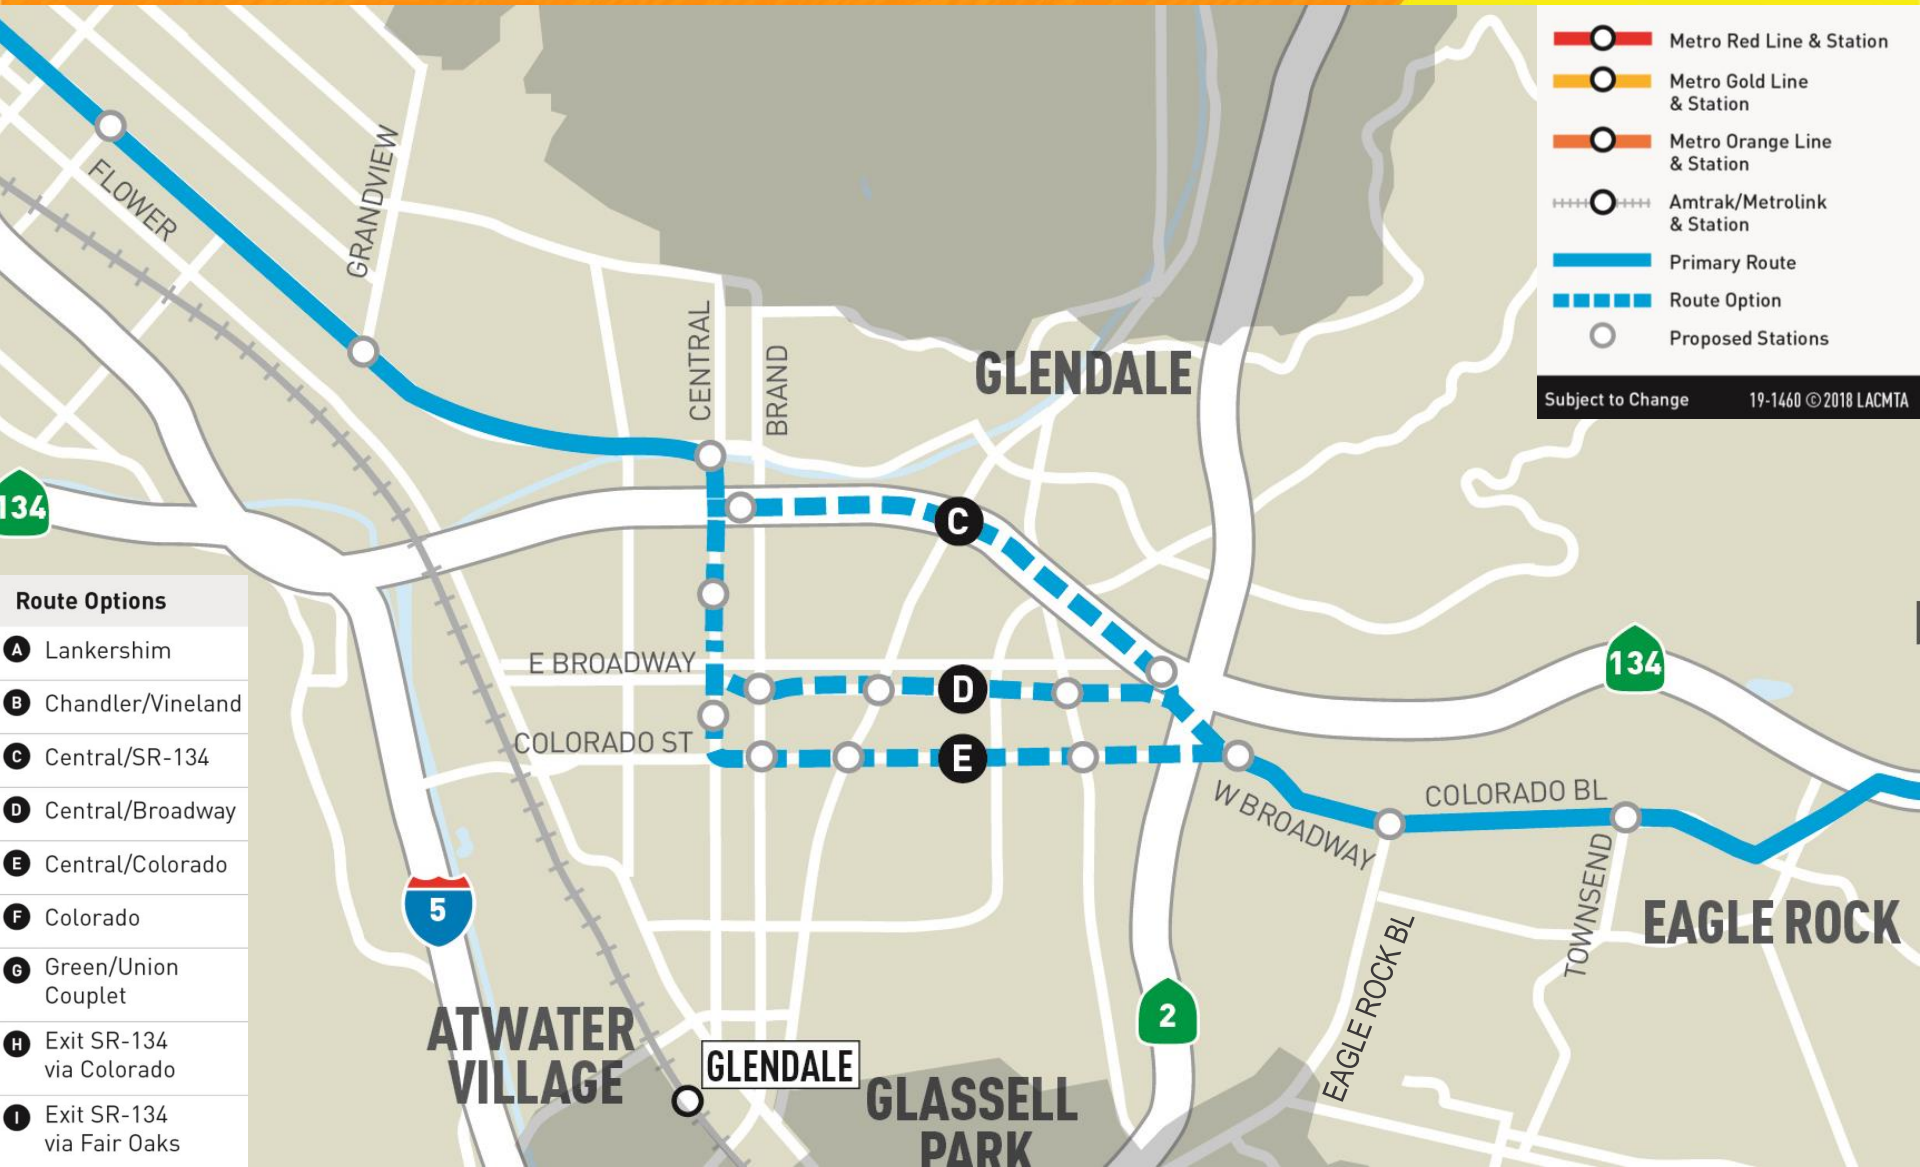 Metro Red Line & Station
Metro Gold Line
& Station
Metro Orange Line
& Station
Amtrak/Metrolink
& Station
Primary Route
Route Option
Proposed Stations
Subject to Change
19-1460 ©2018 LACMTA
FLOWER
GRANDVIEW
CENTRAL
BRAND
GLENDALE
134
C
134
E BROADWAY
D
COLORADO ST
E
W BROADWAY
COLORADO BL
TOWNSEND
EAGLE ROCK
EAGLE ROCK BL
5
2
ATWATER
VILLAGE
GLENDALE
GLASSELL
PARK
Route Options
A Lankershim
B Chandler/Vineland
C Central/SR-134
D Central/Broadway
E Central/Colorado
F Colorado
G Green/Union
Couplet
H Exit SR-134
via Colorado
I Exit SR-134
via Fair Oaks